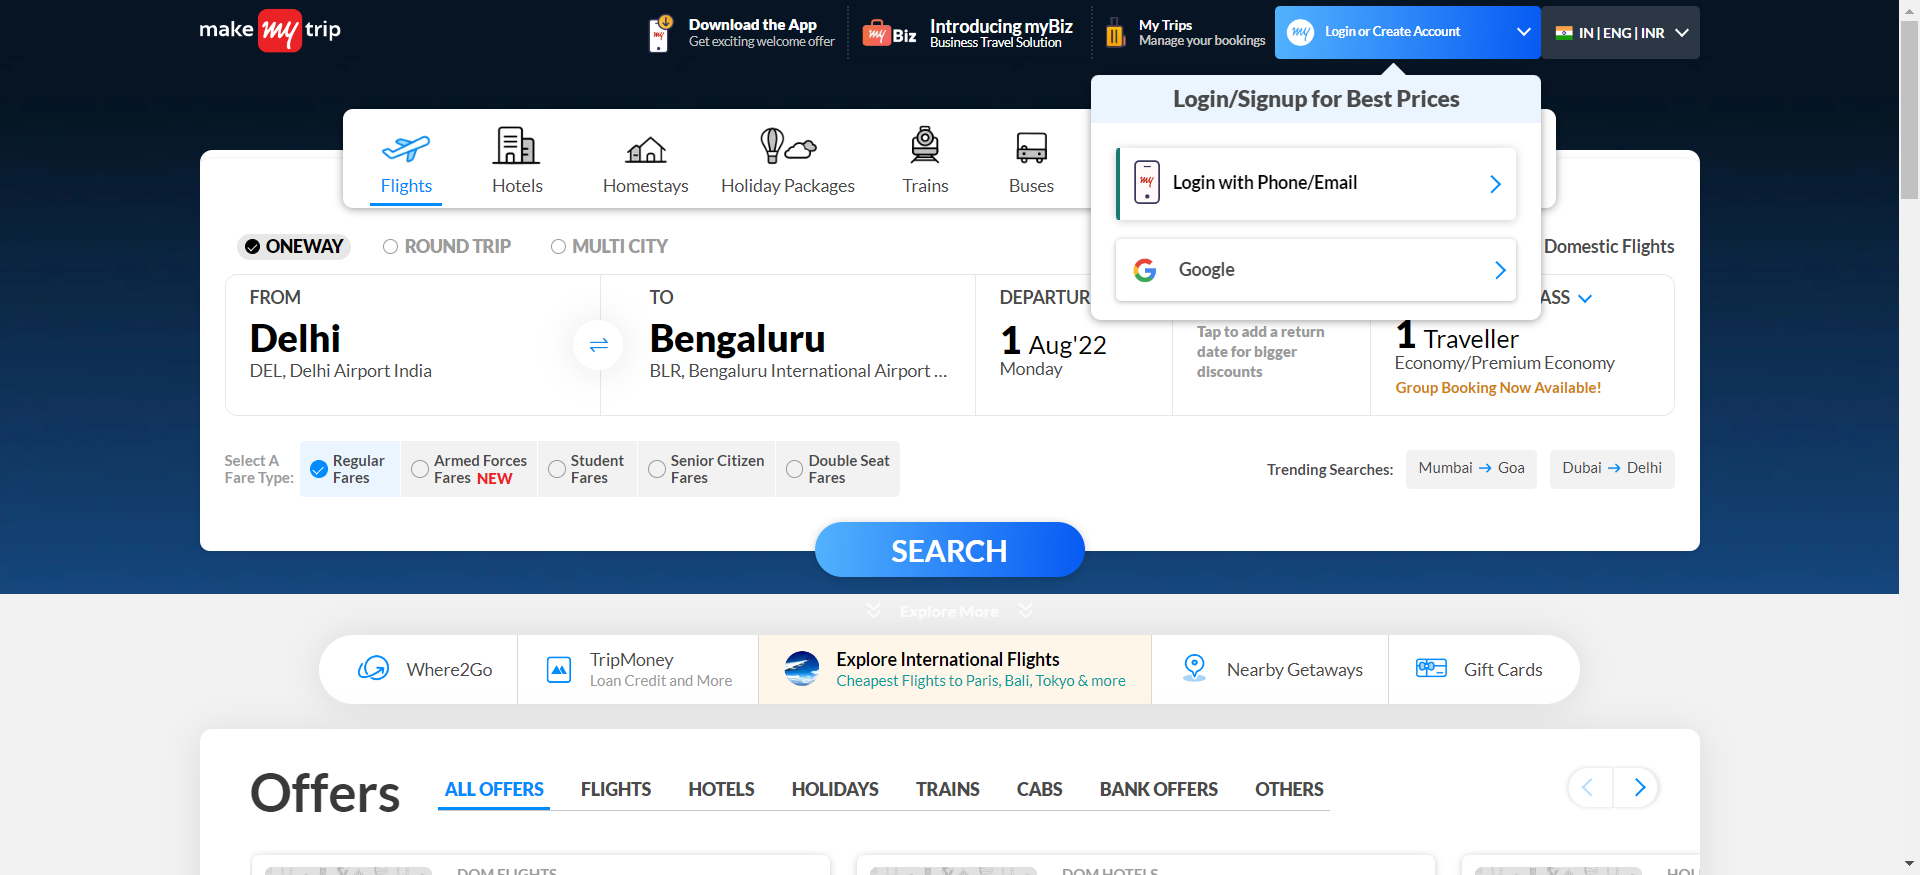 make my trip
Download the App
Get exciting welcome offer
my Biz
Introducing myBiz
Business Travel Solution
My Trips
Manage your bookings
my
Login or Create Account
IN | ENG | INR
Login/Signup for Best Prices
my
Login with Phone/Email
Google
Flights
Hotels
Homestays
Holiday Packages
Trains
Buses
ONEWAY
ROUND TRIP
MULTI CITY
Domestic Flights
FROM
Delhi
DEL, Delhi Airport India
TO
Bengaluru
BLR, Bengaluru International Airport ...
DEPARTUR
1 Aug'22
Monday
Tap to add a return
date for bigger
discounts
ASS
1 Traveller
Economy/Premium Economy
Group Booking Now Available!
Select A
Fare Type:
Regular
Fares
Armed Forces
Fares NEW
Student
Fares
Senior Citizen
Fares
Double Seat
Fares
Trending Searches:
Mumbai → Goa
Dubai → Delhi
SEARCH
Explore More
Where2Go
TripMoney
Loan Credit and More
Explore International Flights
Cheapest Flights to Paris, Bali, Tokyo & more
Nearby Getaways
Gift Cards
Offers
ALL OFFERS
FLIGHTS
HOTELS
HOLIDAYS
TRAINS
CABS
BANK OFFERS
OTHERS
DOM FLIGHTS
DOM HOTELS
HOL